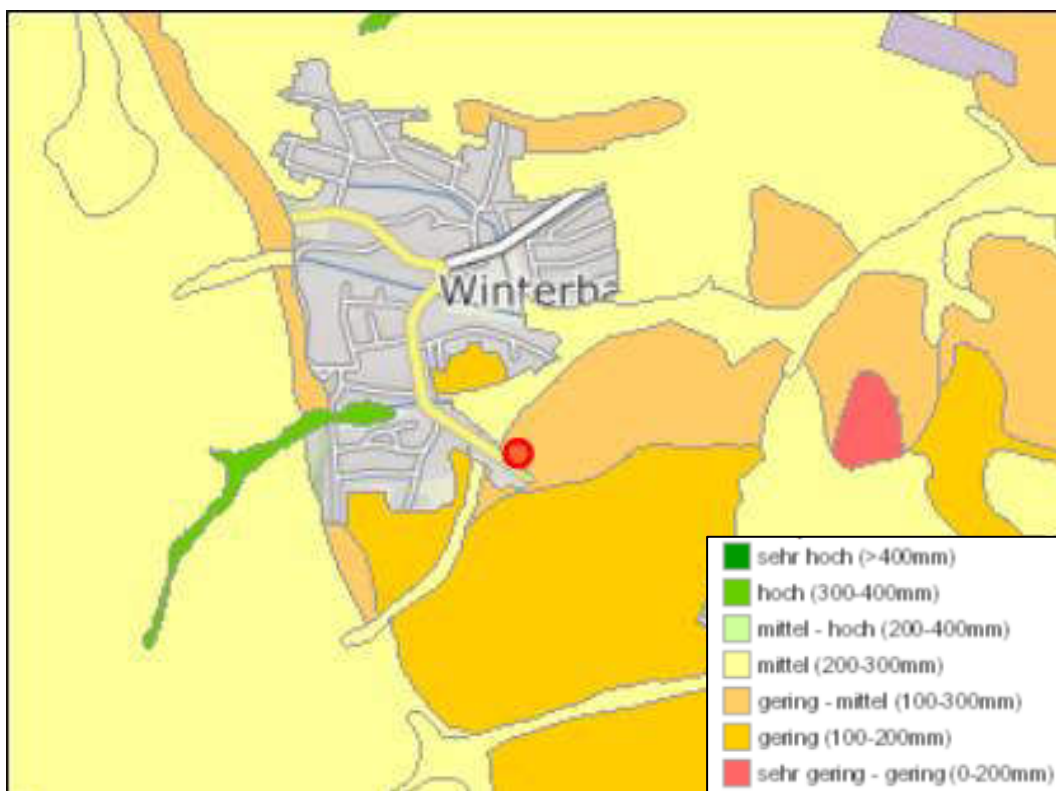 Winterba
sehr hoch (>400mm)
hoch (300-400mm)
mittel - hoch (200-400mm)
mittel (200-300mm)
gering - mittel (100-300mm)
gering (100-200mm)
sehr gering - gering (0-200mm)